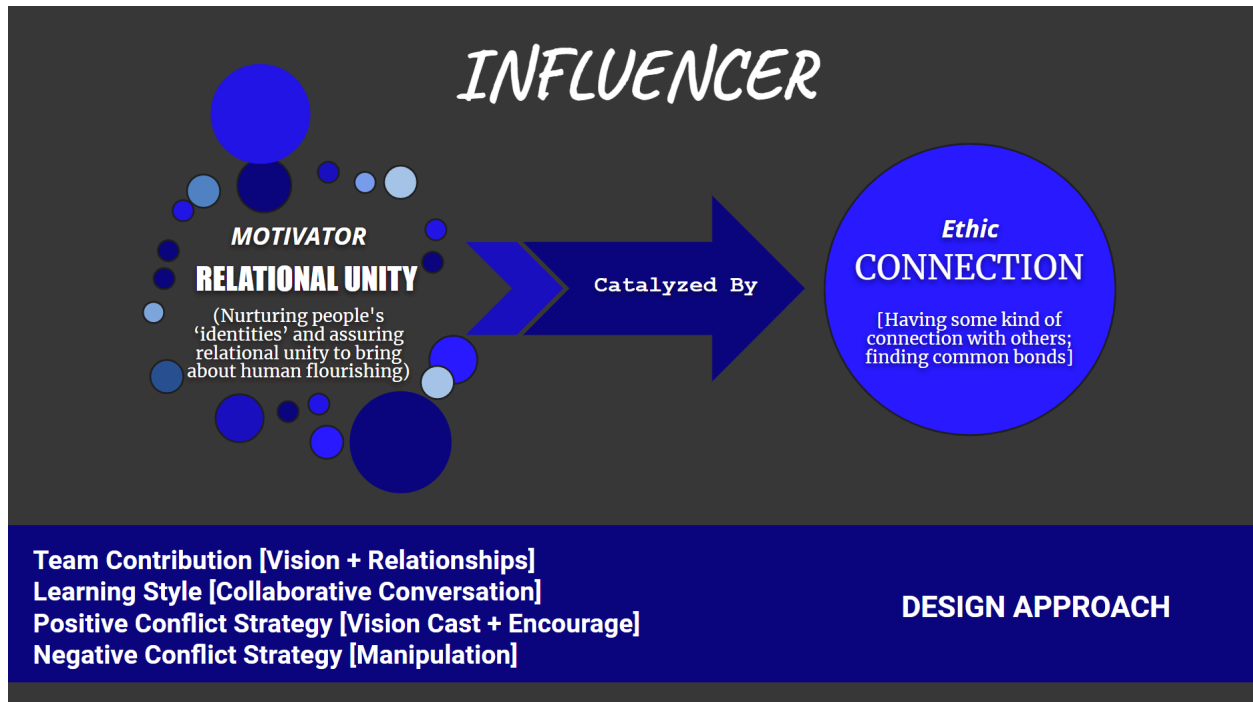 INFLUENCER
MOTIVATOR
RELATIONAL UNITY
(Nurturing people's
‘identities’ and assuring
relational unity to bring
about human flourishing)
Catalyzed By
Ethic
CONNECTION
[Having some kind of
connection with others;
finding common bonds]
Team Contribution [Vision + Relationships]
Learning Style [Collaborative Conversation]
Positive Conflict Strategy [Vision Cast + Encourage]
Negative Conflict Strategy [Manipulation]
DESIGN APPROACH